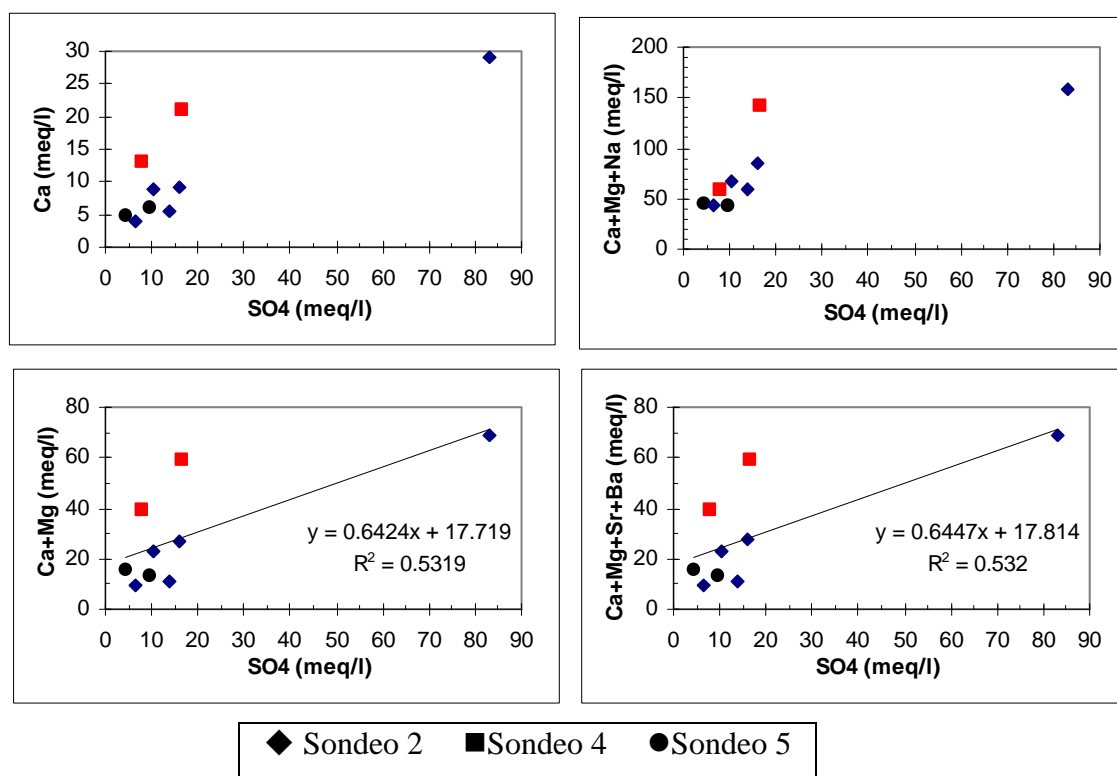 30
25
20
15
10
5
0
Ca (meq/l)
0 10 20 30 40 50 60 70 80 90
SO4 (meq/l)
200
150
100
50
0
Ca+Mg+Na (meq/l)
0 10 20 30 40 50 60 70 80 90
SO4 (meq/l)
80
60
40
20
0
Ca+Mg (meq/l)
y = 0.6424x + 17.719
R² = 0.5319
0 10 20 30 40 50 60 70 80 90
SO4 (meq/l)
80
60
40
20
0
Ca+Mg+Sr+Ba (meq/l)
y = 0.6447x + 17.814
R² = 0.532
0 10 20 30 40 50 60 70 80 90
SO4 (meq/l)
Sondeo 2 Sondeo 4 Sondeo 5